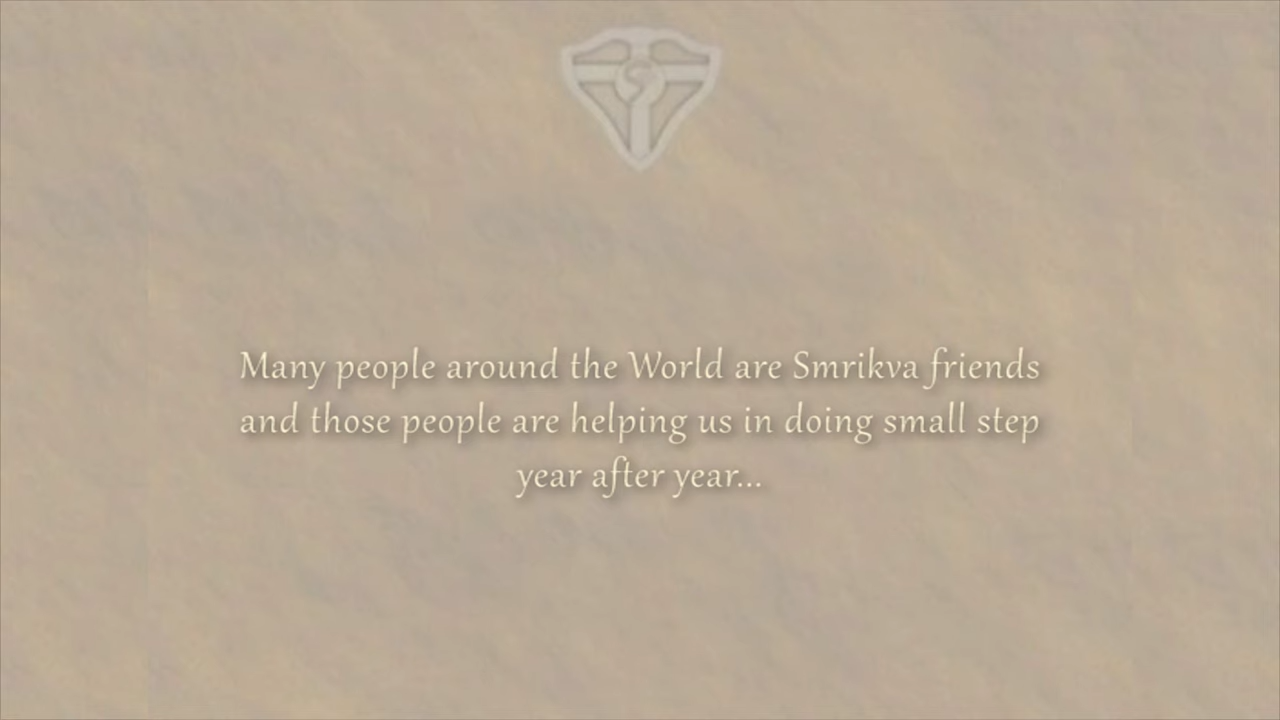 Many people around the World are Smrikva friends
and those people are helping us in doing small step
year after year...